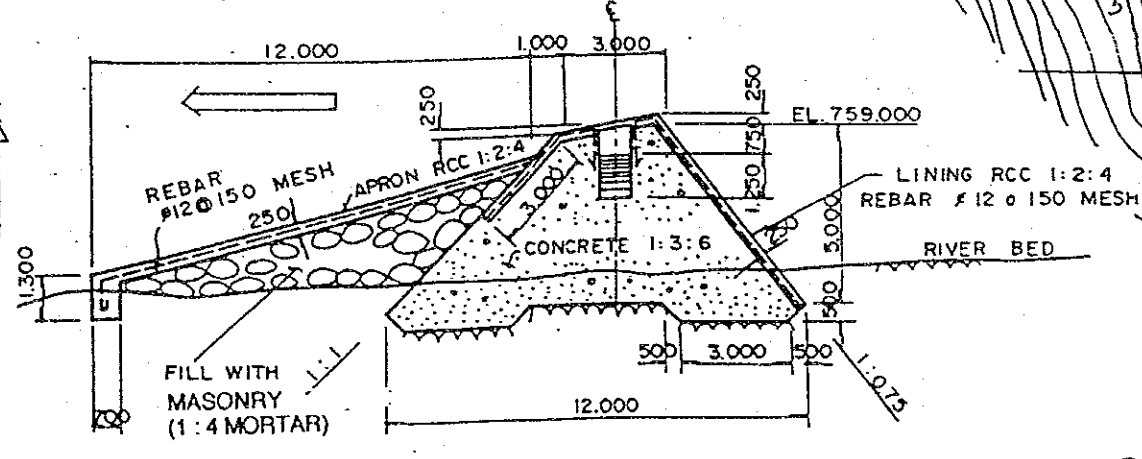 ℄
12.000
1.000 3.000
250
250
EL. 759.000
750
1.250
REBAR
ø12@150 MESH
APRON RCC 1:2:4
250
3.000
5.000
LINING RCC 1:2:4
REBAR ø 12 @ 150 MESH
CONCRETE 1:3:6
RIVER BED
1.300
500
500 3.000 500
FILL WITH
MASONRY
(1:4 MORTAR)
1:1
1:0.75
12.000